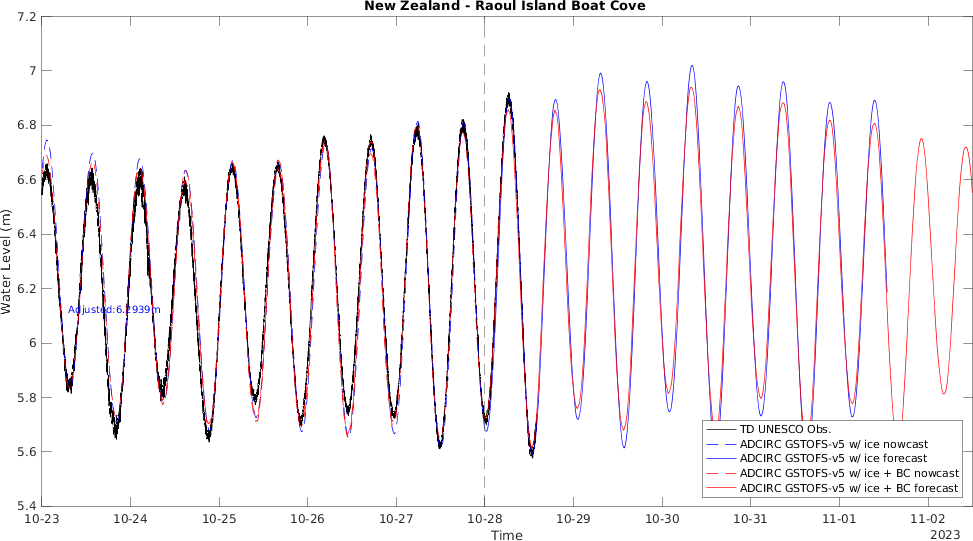 New Zealand - Raoul Island Boat Cove
7.2
7
6.8
6.6
6.4
6.2
6
5.8
5.6
5.4
Water Level (m)
Adjusted:6.2939m
TD UNESCO Obs.
ADCIRC GSTOFS-v5 w/ ice nowcast
ADCIRC GSTOFS-v5 w/ ice forecast
ADCIRC GSTOFS-v5 w/ ice + BC nowcast
ADCIRC GSTOFS-v5 w/ ice + BC forecast
10-23 10-24 10-25 10-26 10-27 10-28 10-29 10-30 10-31 11-01 11-02
Time
2023